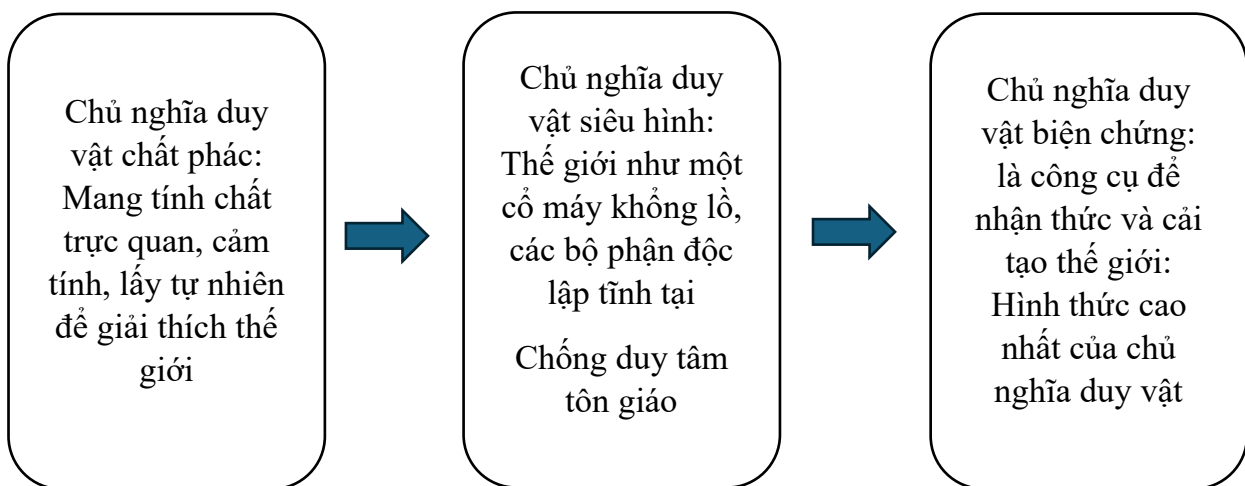 Chủ nghĩa duy
vật chất phác:
Mang tính chất
trực quan, cảm
tính, lấy tự nhiên
để giải thích thế
giới
Chủ nghĩa duy
vật siêu hình:
Thế giới như một
cổ máy khổng lồ,
các bộ phận độc
lập tĩnh tại
Chống duy tâm
tôn giáo
Chủ nghĩa duy
vật biện chứng:
là công cụ để
nhận thức và cải
tạo thế giới:
Hình thức cao
nhất của chủ
nghĩa duy vật